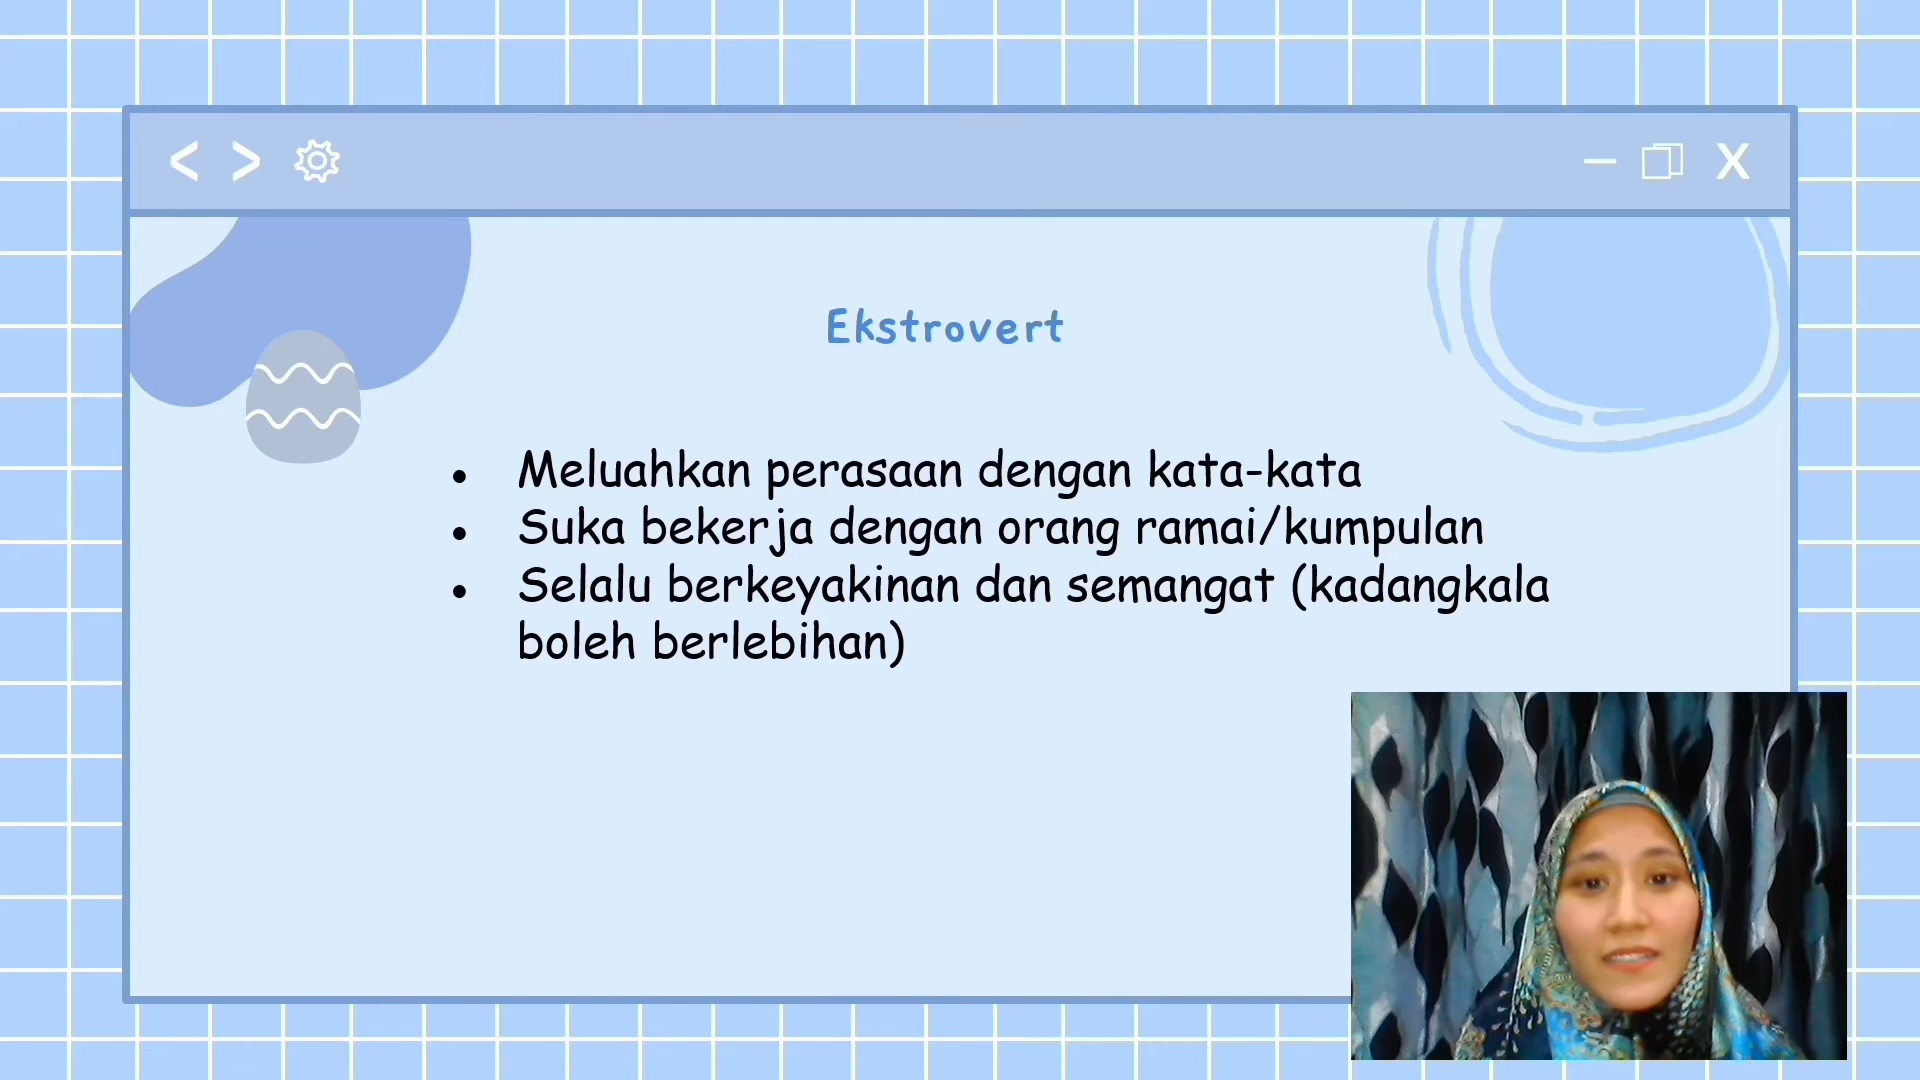 Ekstrovert
● Meluahkan perasaan dengan kata-kata
● Suka bekerja dengan orang ramai/kumpulan
● Selalu berkeyakinan dan semangat (kadangkala
boleh berlebihan)